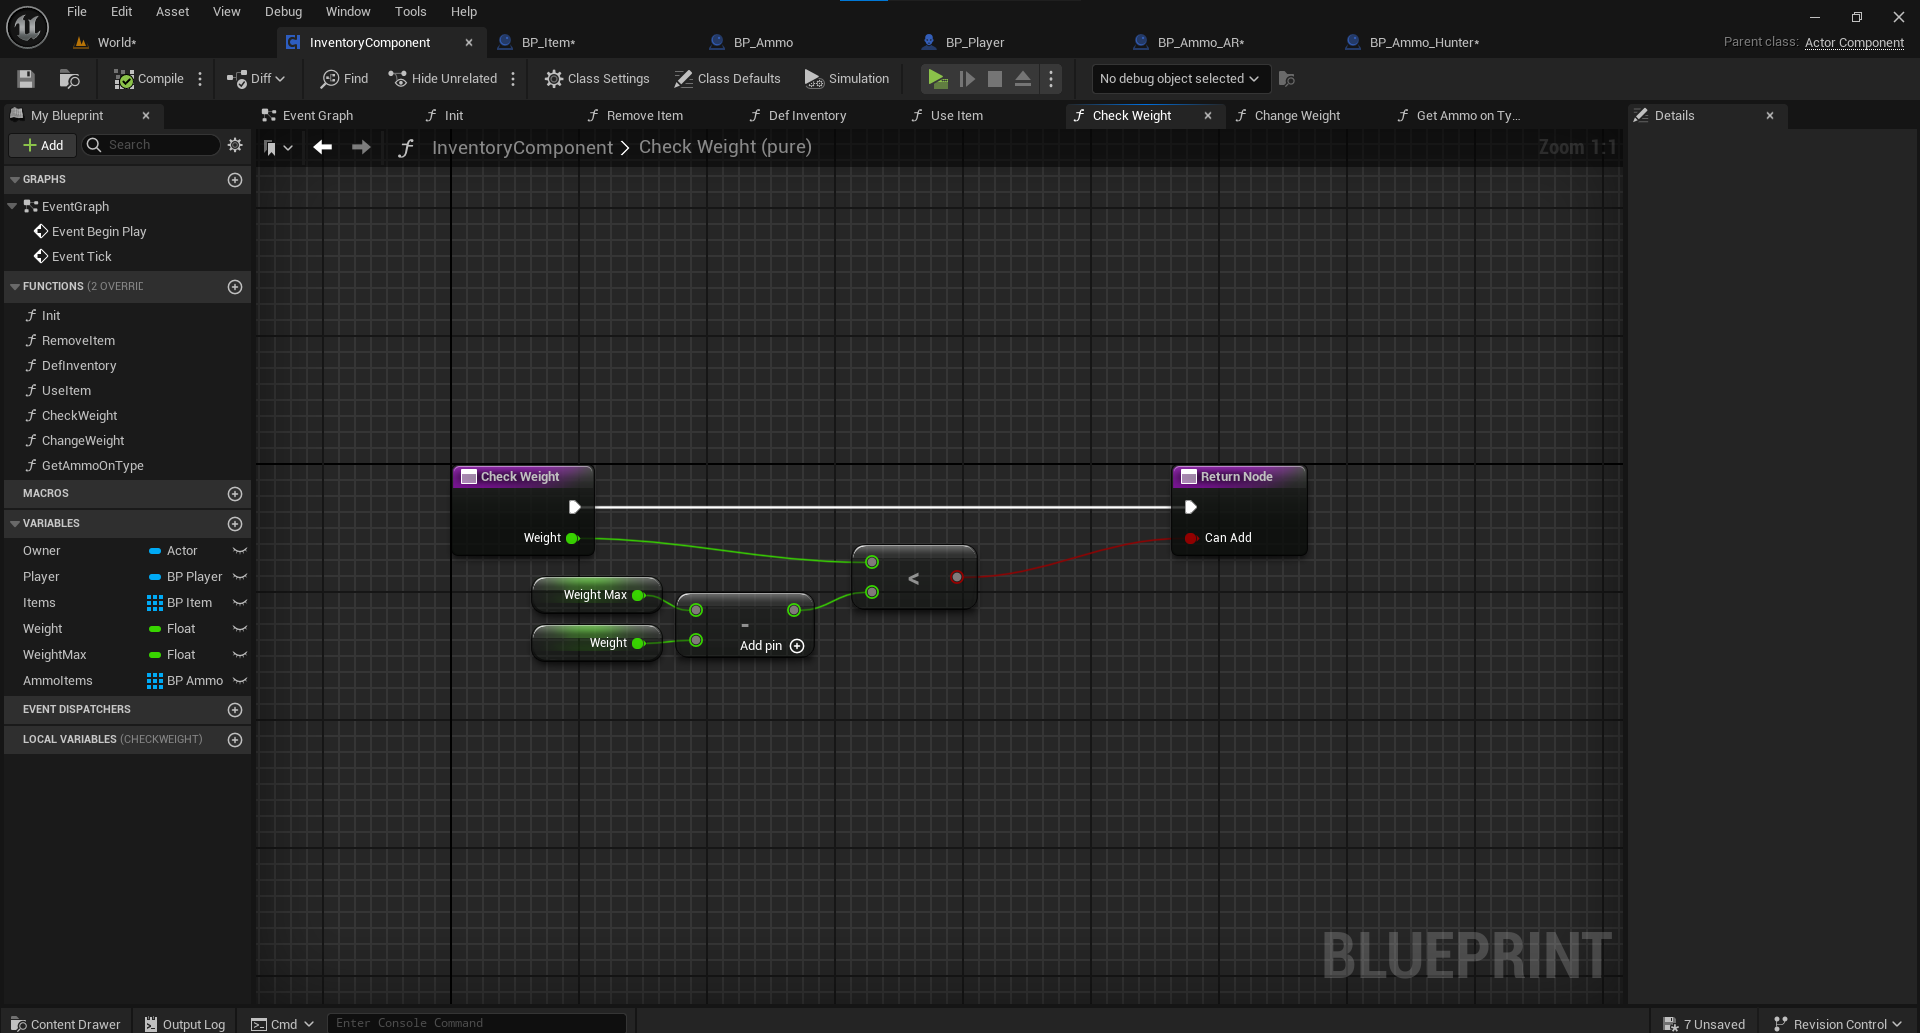 File Edit Asset View Debug Window Tools Help
World* InventoryComponent BP_Item* BP_Ammo BP_Player BP_Ammo_AR* BP_Ammo_Hunter* Parent class: Actor Component
Compile Diff Find Hide Unrelated Class Settings Class Defaults Simulation No debug object selected
My Blueprint Event Graph Init Remove Item Def Inventory Use Item Check Weight Change Weight Get Ammo on Ty... Details
Add Search InventoryComponent > Check Weight (pure) Zoom 1:1
GRAPHS
EventGraph
Event Begin Play
Event Tick
FUNCTIONS (2 OVERRID
Init
RemoveItem
DefInventory
UseItem
CheckWeight
ChangeWeight
GetAmmoOnType
MACROS
VARIABLES
Owner Actor
Player BP Player
Items BP Item
Weight Float
WeightMax Float
AmmoItems BP Ammo
EVENT DISPATCHERS
LOCAL VARIABLES (CHECKWEIGHT)
Check Weight
Weight
Weight Max
Weight
-
Add pin
<
Return Node
Can Add
BLUEPRINT
Content Drawer Output Log Cmd Enter Console Command 7 Unsaved Revision Control